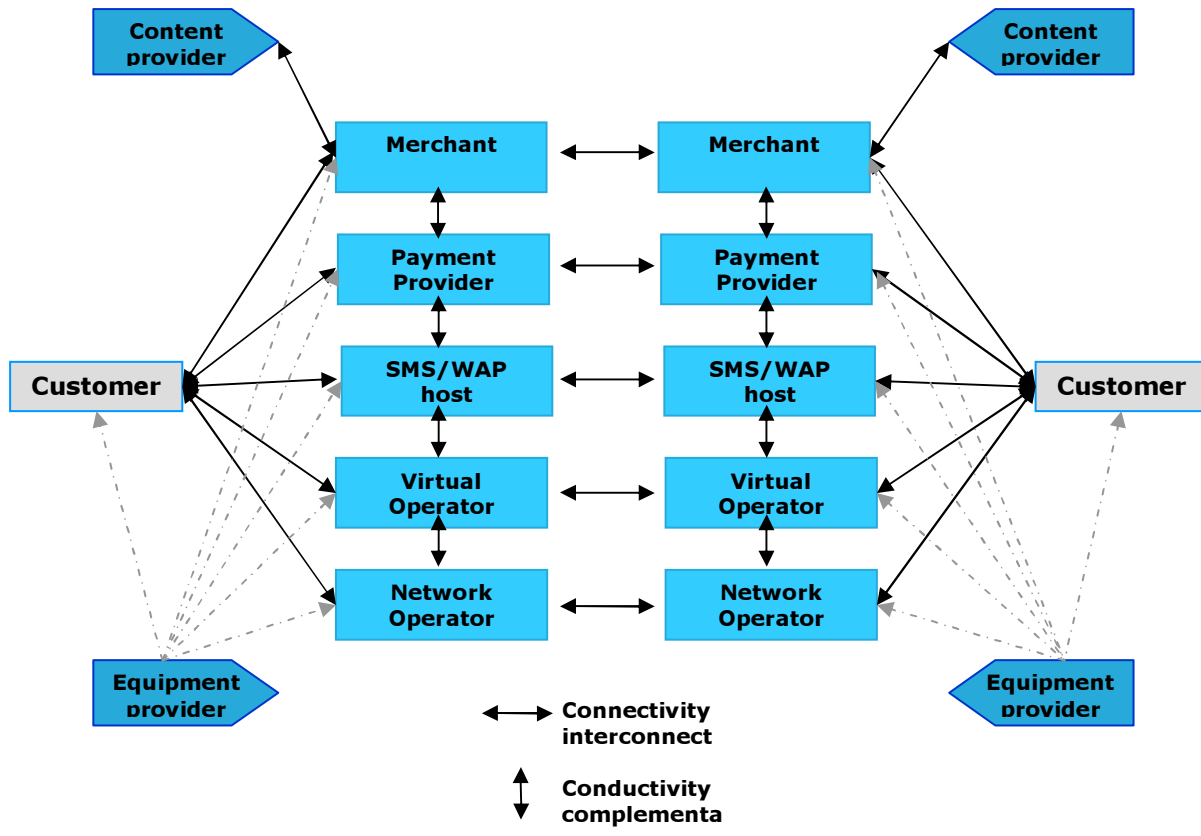 Content
provider
Content
provider
Merchant
Merchant
Payment
Provider
Payment
Provider
Customer
SMS/WAP
host
SMS/WAP
host
Customer
Virtual
Operator
Virtual
Operator
Network
Operator
Network
Operator
Equipment
provider
Equipment
provider
Connectivity
interconnect
Conductivity
complementa